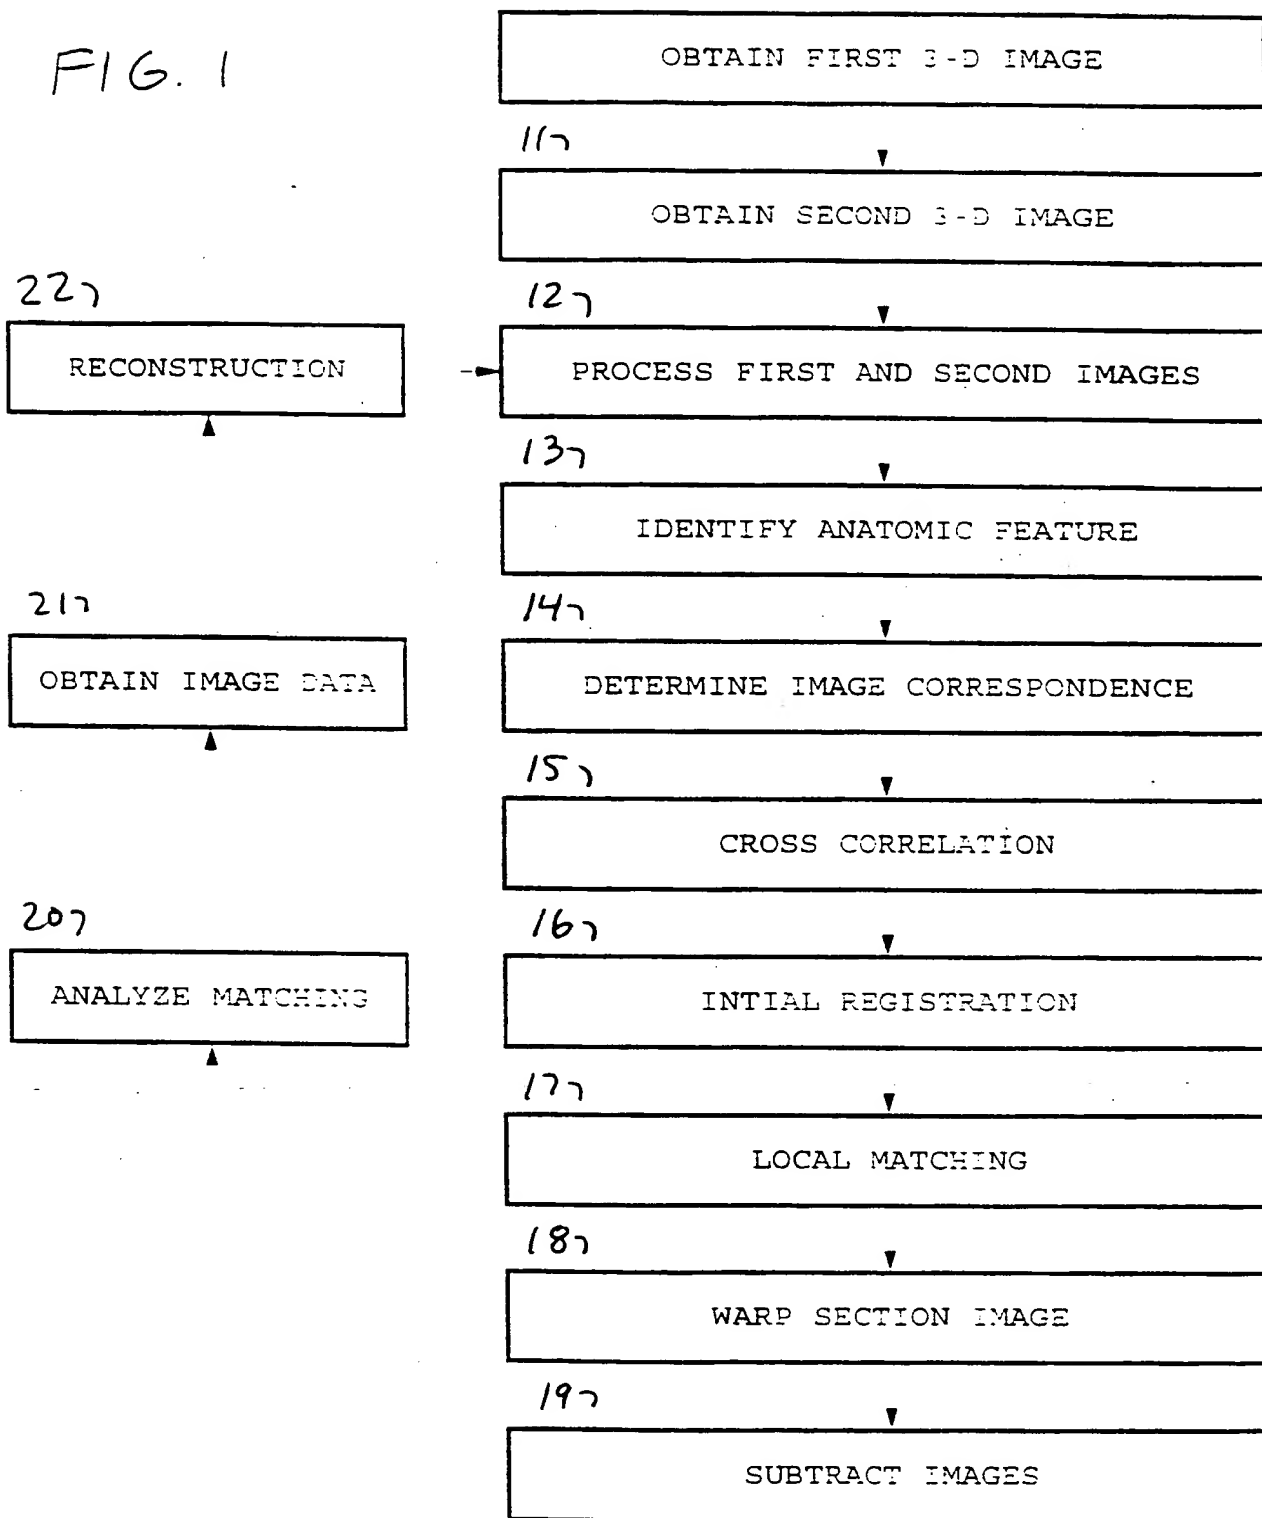 FIG. 1
OBTAIN FIRST 3-D IMAGE
11
OBTAIN SECOND 3-D IMAGE
22
RECONSTRUCTION
12
PROCESS FIRST AND SECOND IMAGES
13
IDENTIFY ANATOMIC FEATURE
21
OBTAIN IMAGE DATA
14
DETERMINE IMAGE CORRESPONDENCE
15
CROSS CORRELATION
20
ANALYZE MATCHING
16
INTIAL REGISTRATION
17
LOCAL MATCHING
18
WARP SECTION IMAGE
19
SUBTRACT IMAGES